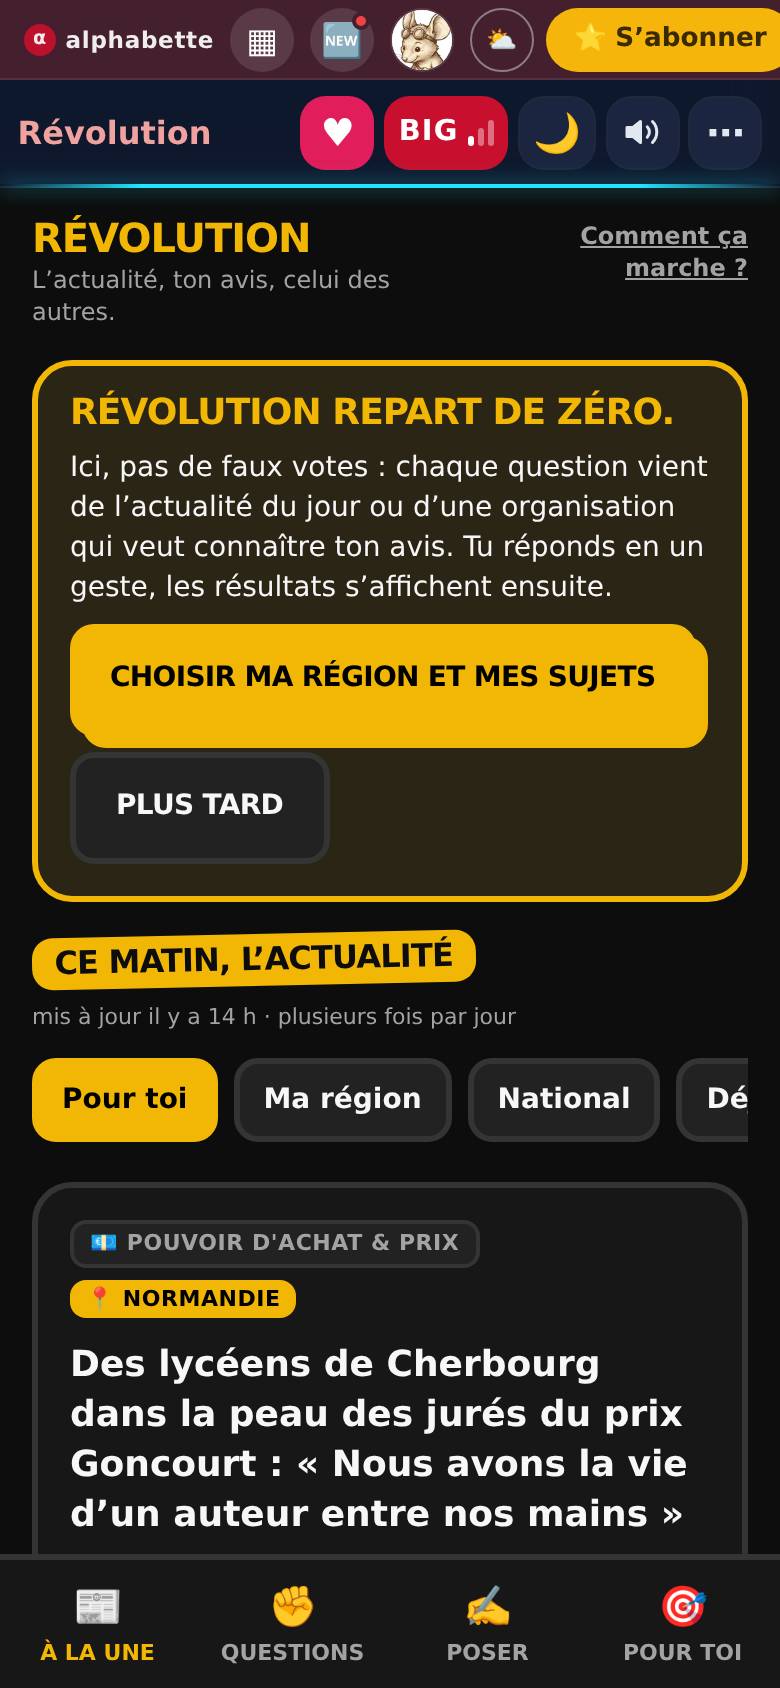 α alphabette
NEW
⭐ S’abonner
Révolution
BIG
RÉVOLUTION
L’actualité, ton avis, celui des
autres.
Comment ça
marche ?
RÉVOLUTION REPART DE ZÉRO.
Ici, pas de faux votes : chaque question vient
de l’actualité du jour ou d’une organisation
qui veut connaître ton avis. Tu réponds en un
geste, les résultats s’affichent ensuite.
CHOISIR MA RÉGION ET MES SUJETS
PLUS TARD
CE MATIN, L’ACTUALITÉ
mis à jour il y a 14 h · plusieurs fois par jour
Pour toi
Ma région
National
POUVOIR D'ACHAT & PRIX
NORMANDIE
Des lycéens de Cherbourg
dans la peau des jurés du prix
Goncourt : « Nous avons la vie
d’un auteur entre nos mains »
À LA UNE
QUESTIONS
POSER
POUR TOI